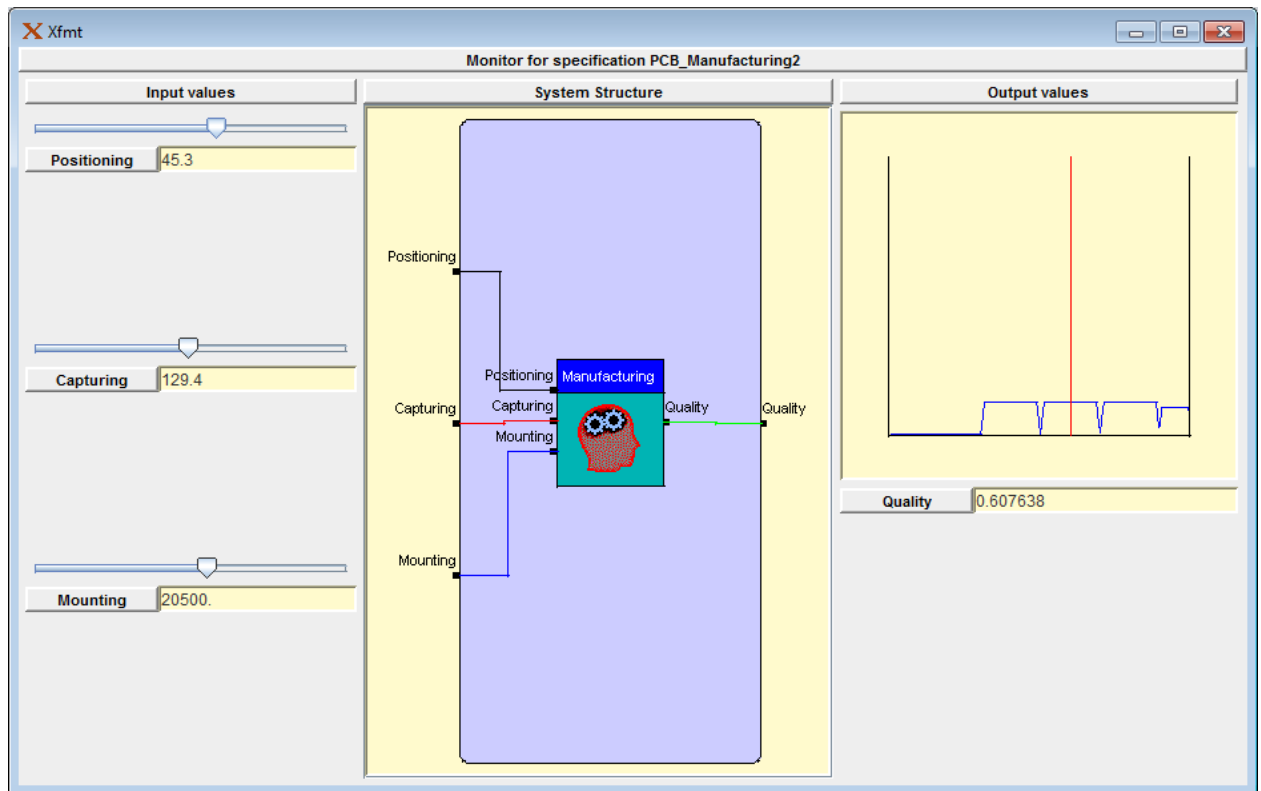 Xfmt
Monitor for specification PCB_Manufacturing2
Input values
System Structure
Output values
Positioning 45.3
Capturing 129.4
Mounting 20500.
Positioning
Capturing
Mounting
Positioning
Capturing
Mounting
Manufacturing
Quality
Quality
Quality 0.607638